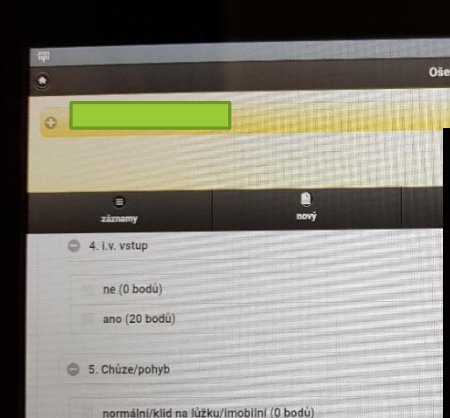 Oše
záznamy
nový
4. i.v. vstup
ne (0 bodů)
ano (20 bodů)
5. Chůze/pohyb
normální/klid na lůžku/imobilní (0 bodů)